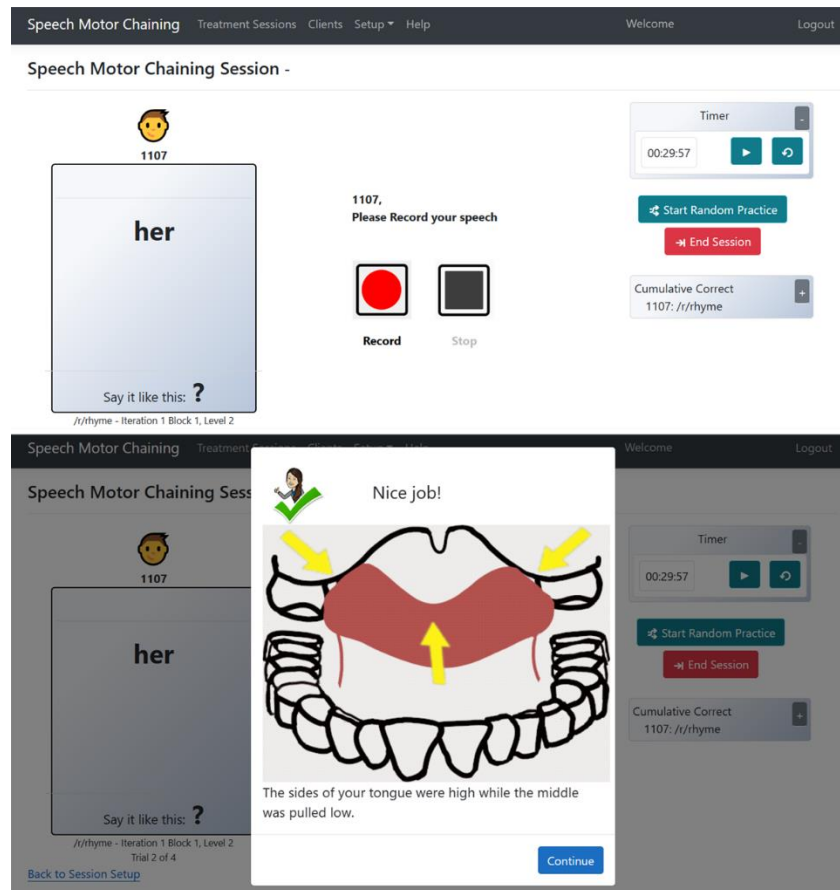 Speech Motor Chaining Treatment Sessions Clients Setup Help Welcome Logout
Speech Motor Chaining Session -
1107
her
Say it like this: ?
/r/rhyme - Iteration 1 Block 1, Level 2
1107,
Please Record your speech
Record Stop
Timer
-
00:29:57
Start Random Practice
End Session
Cumulative Correct
+
1107: /r/rhyme
Speech Motor Chaining Treatment Sessions Clients Setup Help Welcome Logout
Speech Motor Chaining Sess
1107
her
Say it like this: ?
/r/rhyme - Iteration 1 Block 1, Level 2
Trial 2 of 4
Back to Session Setup
Nice job!
The sides of your tongue were high while the middle
was pulled low.
Continue
Timer
-
00:29:57
Start Random Practice
End Session
Cumulative Correct
+
1107: /r/rhyme